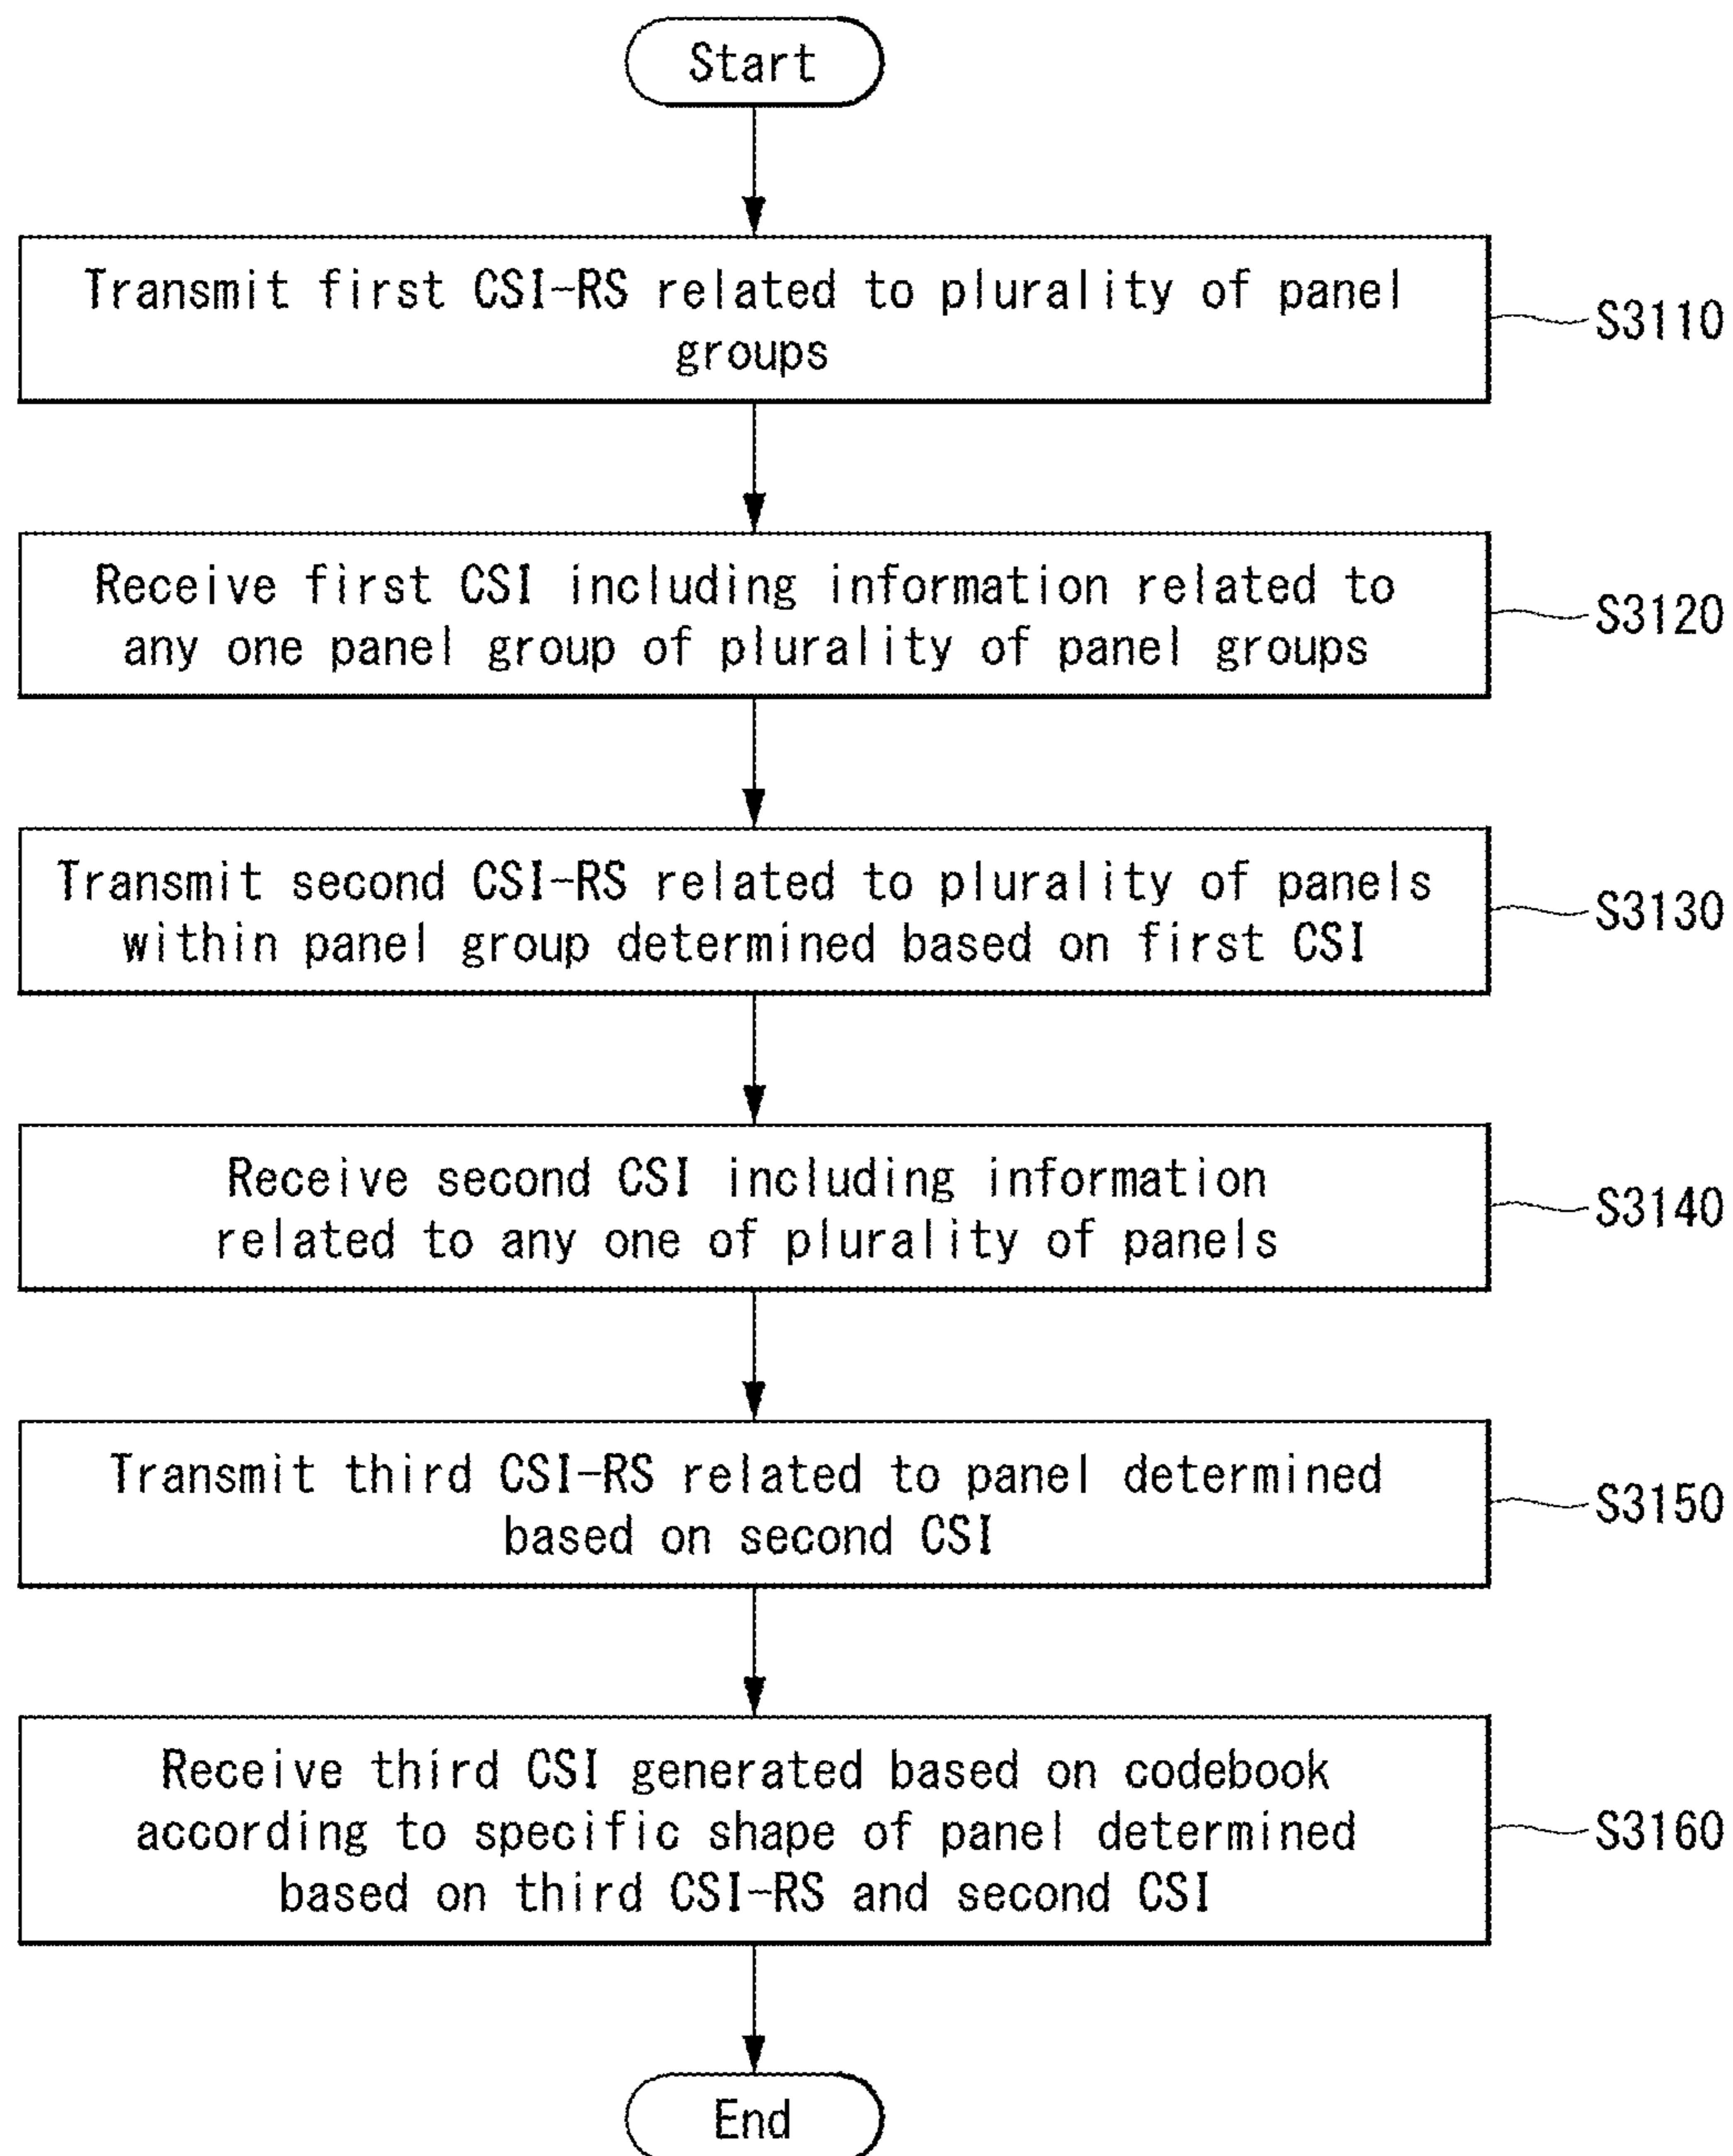 Start
Transmit first CSI-RS related to plurality of panel
groups
S3110
Receive first CSI including information related to
any one panel group of plurality of panel groups
S3120
Transmit second CSI-RS related to plurality of panels
within panel group determined based on first CSI
S3130
Receive second CSI including information
related to any one of plurality of panels
S3140
Transmit third CSI-RS related to panel determined
based on second CSI
S3150
Receive third CSI generated based on codebook
according to specific shape of panel determined
based on third CSI-RS and second CSI
S3160
End